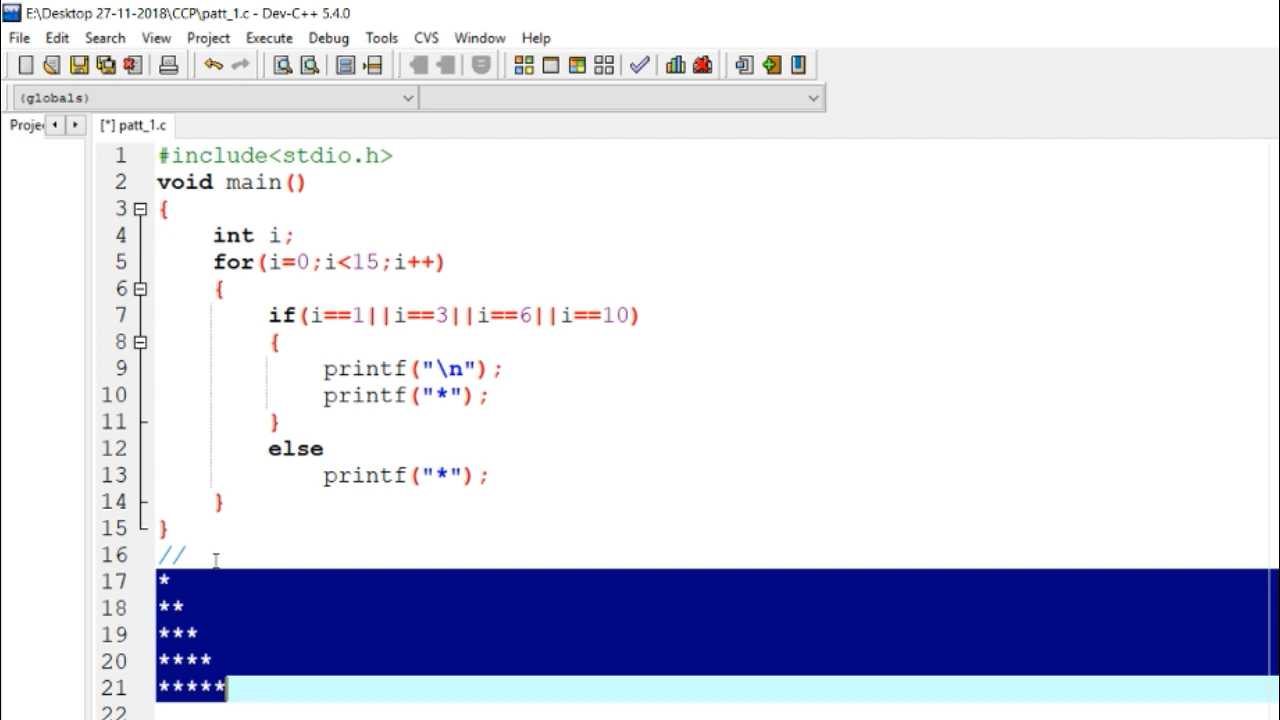 E:\Desktop 27-11-2018\CCP\patt_1.c - Dev-C++ 5.4.0
File Edit Search View Project Execute Debug Tools CVS Window Help
(globals)
Projec [*] patt_1.c
1 #include<stdio.h>
2 void main()
3 {
4 int i;
5 for(i=0;i<15;i++)
6 {
7 if(i==1||i==3||i==6||i==10)
8 {
9 printf("\n");
10 printf("*");
11 }
12 else
13 printf("*");
14 }
15 }
16 //
17 *
18 **
19 ***
20 ****
21 *****
22